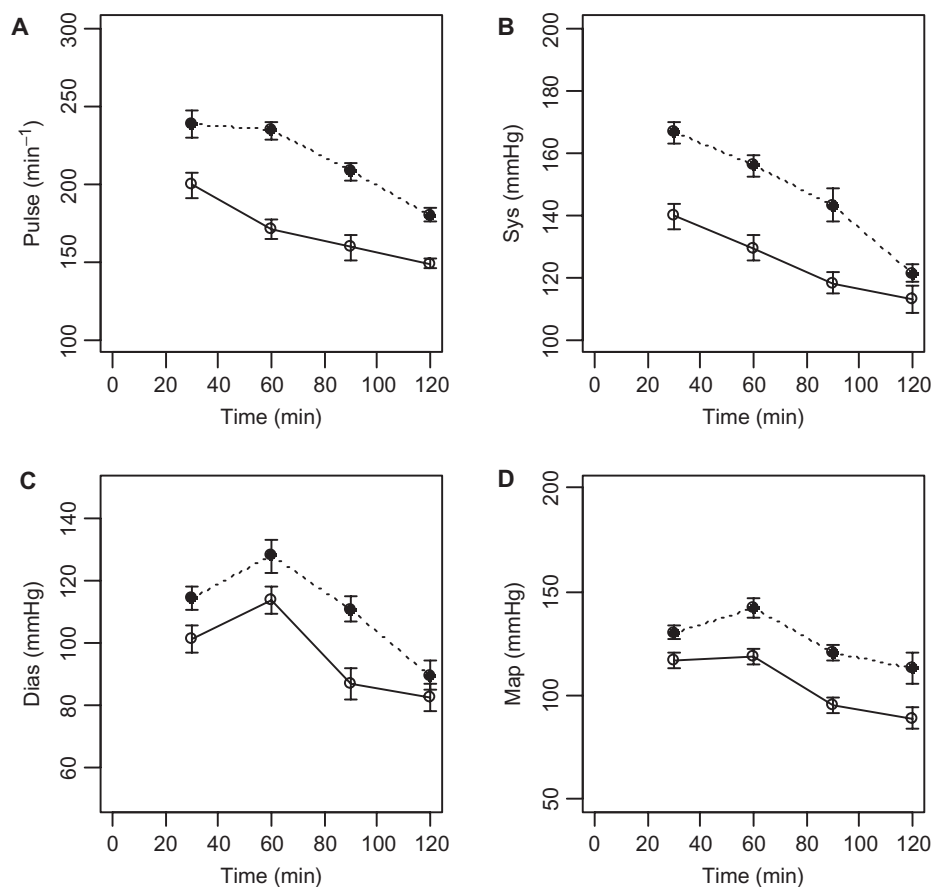 A
Pulse (min⁻¹)
300
250
200
150
100
0 20 40 60 80 100 120
Time (min)
B
Sys (mmHg)
200
180
160
140
120
100
0 20 40 60 80 100 120
Time (min)
C
Dias (mmHg)
140
120
100
80
60
0 20 40 60 80 100 120
Time (min)
D
Map (mmHg)
200
150
100
50
0 20 40 60 80 100 120
Time (min)